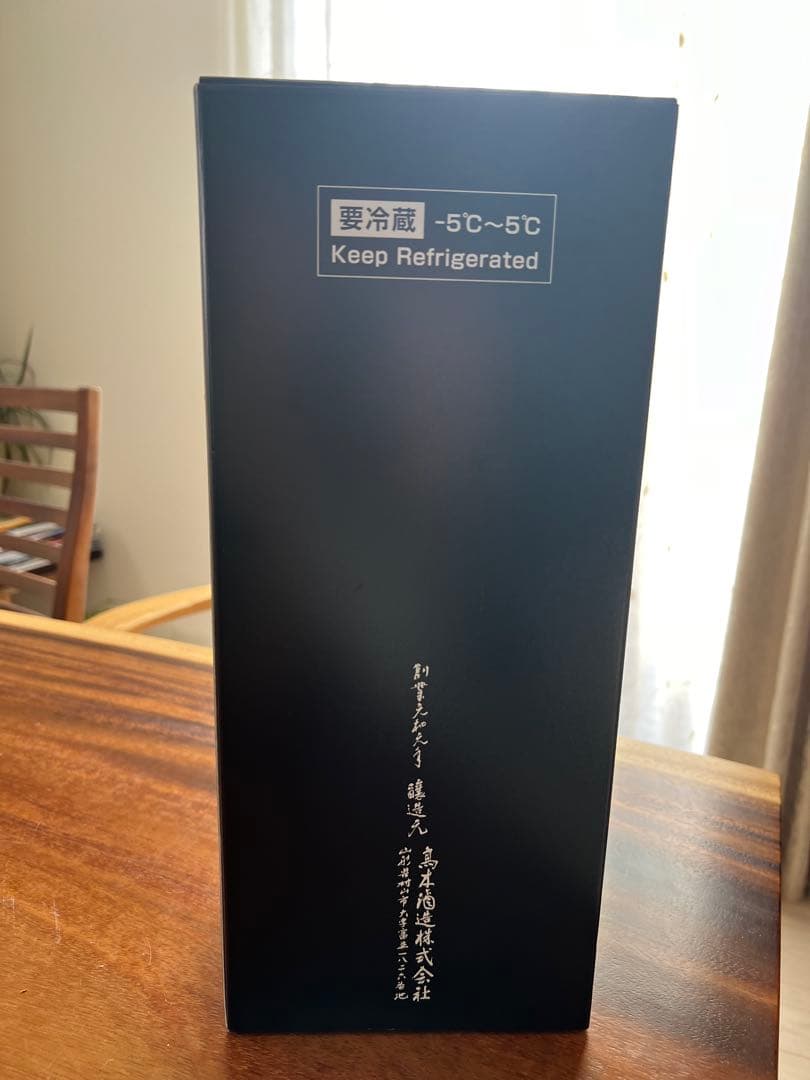 要冷蔵 -5℃～5℃
Keep Refrigerated
創業元和元年 醸造元
高木酒造株式会社
山形県村山市大字富並一八二六番地